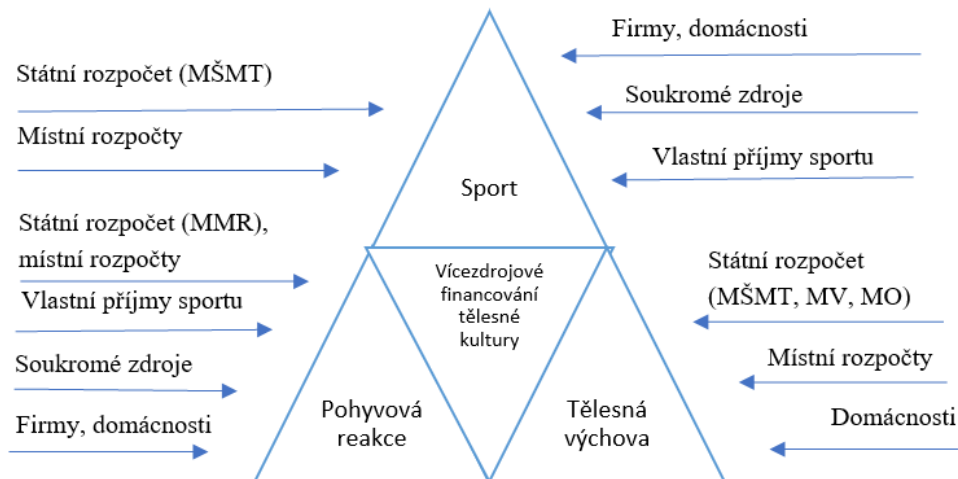 Firmy, domácnosti
Státní rozpočet (MŠMT)
Soukromé zdroje
Místní rozpočty
Vlastní příjmy sportu
Sport
Státní rozpočet (MMR),
místní rozpočty
Vlastní příjmy sportu
Soukromé zdroje
Firmy, domácnosti
Vícezdrojové
financování
tělesné
kultury
Pohyvová
reakce
Tělesná
výchova
Státní rozpočet
(MŠMT, MV, MO)
Místní rozpočty
Domácnosti